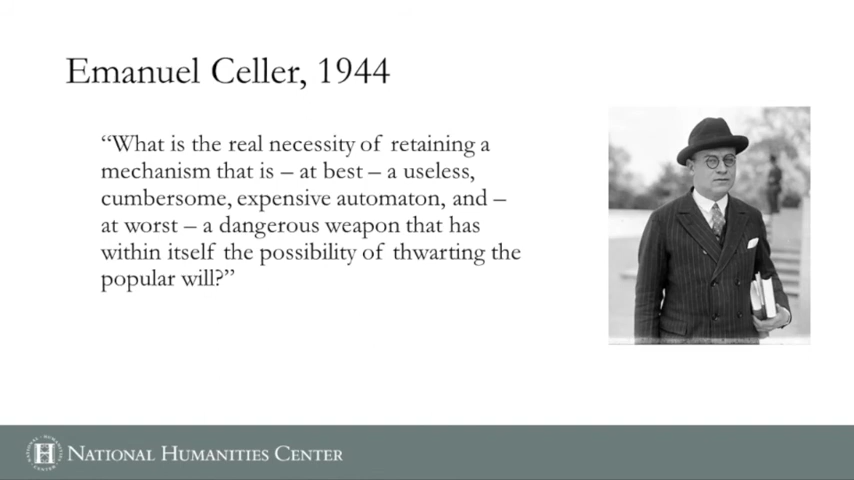 Emanuel Celler, 1944
“What is the real necessity of retaining a
mechanism that is – at best – a useless,
cumbersome, expensive automaton, and –
at worst – a dangerous weapon that has
within itself the possibility of thwarting the
popular will?”
H
NATIONAL HUMANITIES CENTER